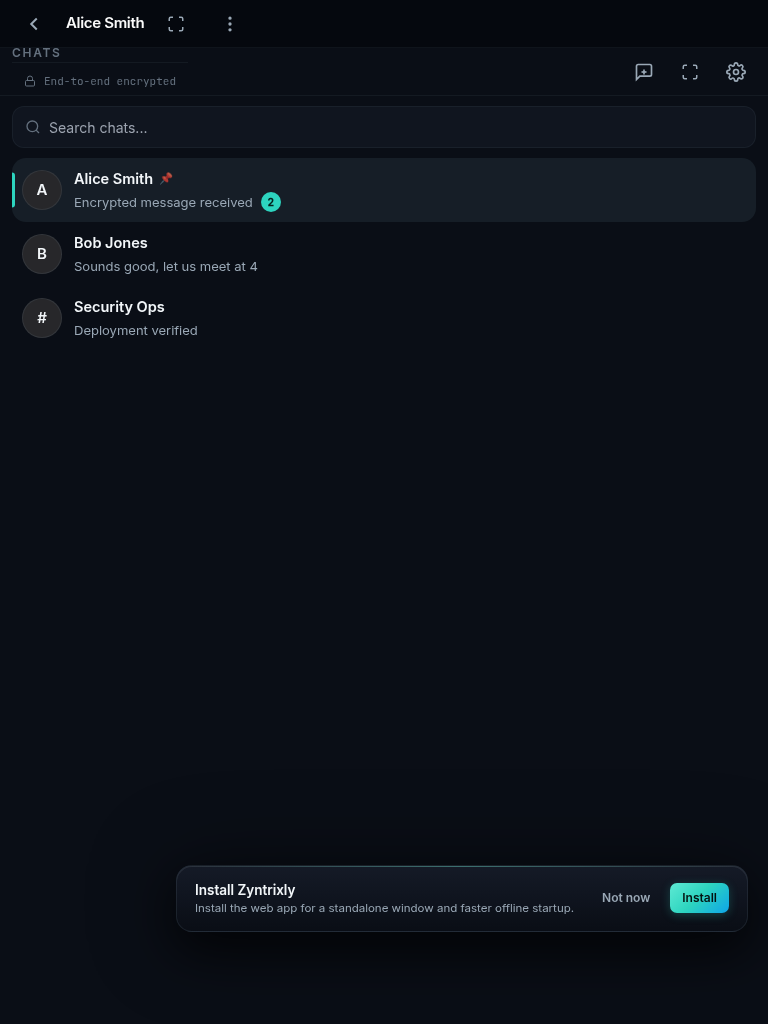 Alice Smith
CHATS
End-to-end encrypted
Search chats...
A
Alice Smith
Encrypted message received 2
B
Bob Jones
Sounds good, let us meet at 4
#
Security Ops
Deployment verified
Install Zyntrixly
Install the web app for a standalone window and faster offline startup.
Not now
Install